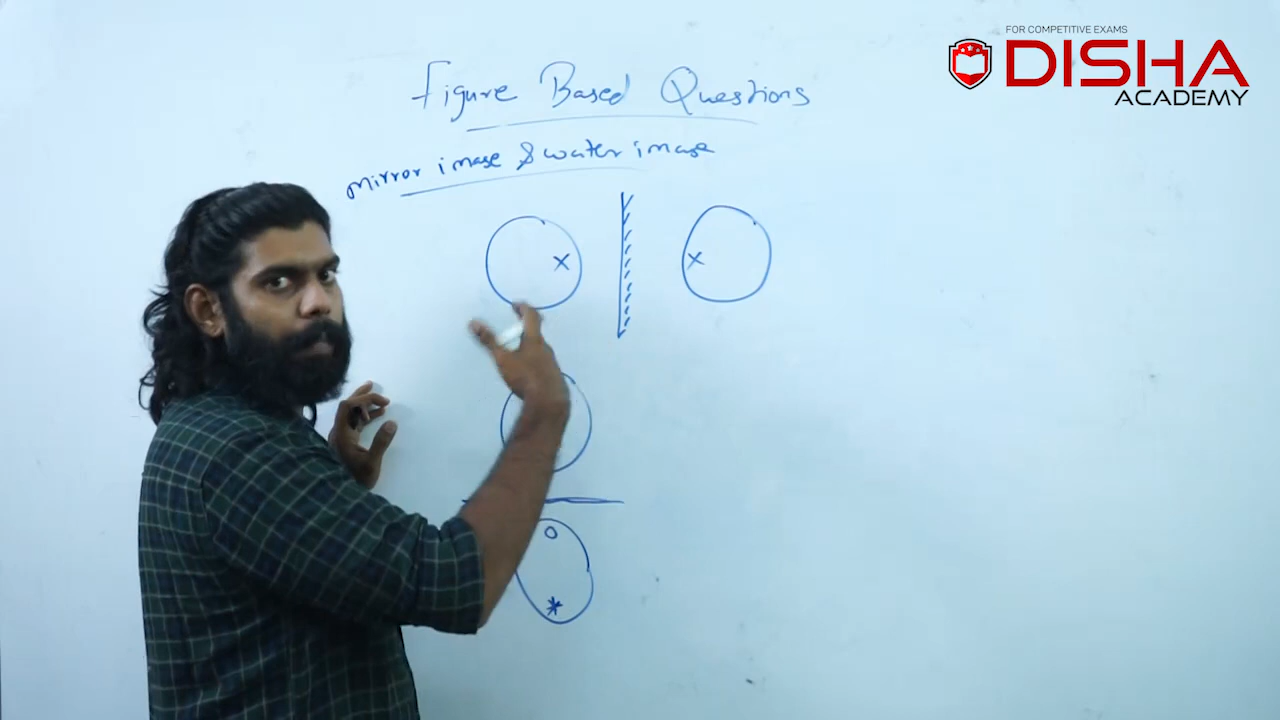 FOR COMPETITIVE EXAMS
DISHA
ACADEMY
Figure Based Questions
mirror image & water image
x
x
o
*